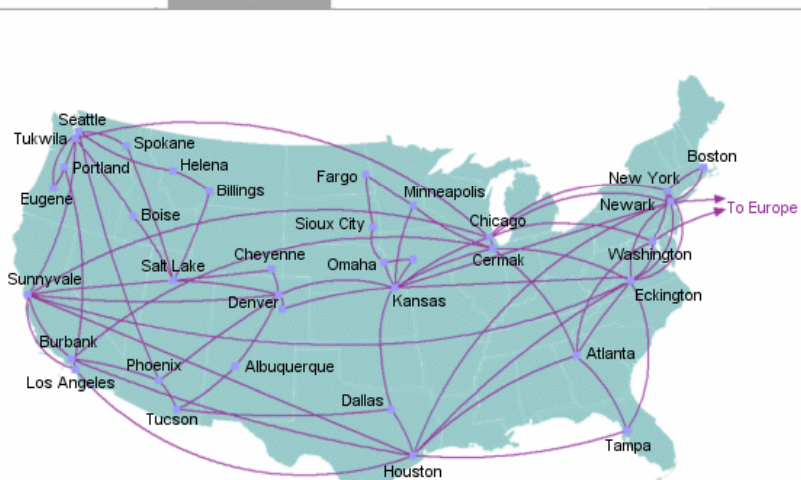 Seattle
Tukwila
Spokane
Portland
Helena
Eugene
Billings
Boise
Fargo
Minneapolis
Boston
New York
Newark
To Europe
Sioux City
Chicago
Cermak
Washington
Eckington
Cheyenne
Omaha
Salt Lake
Sunnyvale
Denver
Kansas
Burbank
Los Angeles
Phoenix
Albuquerque
Atlanta
Tucson
Dallas
Houston
Tampa